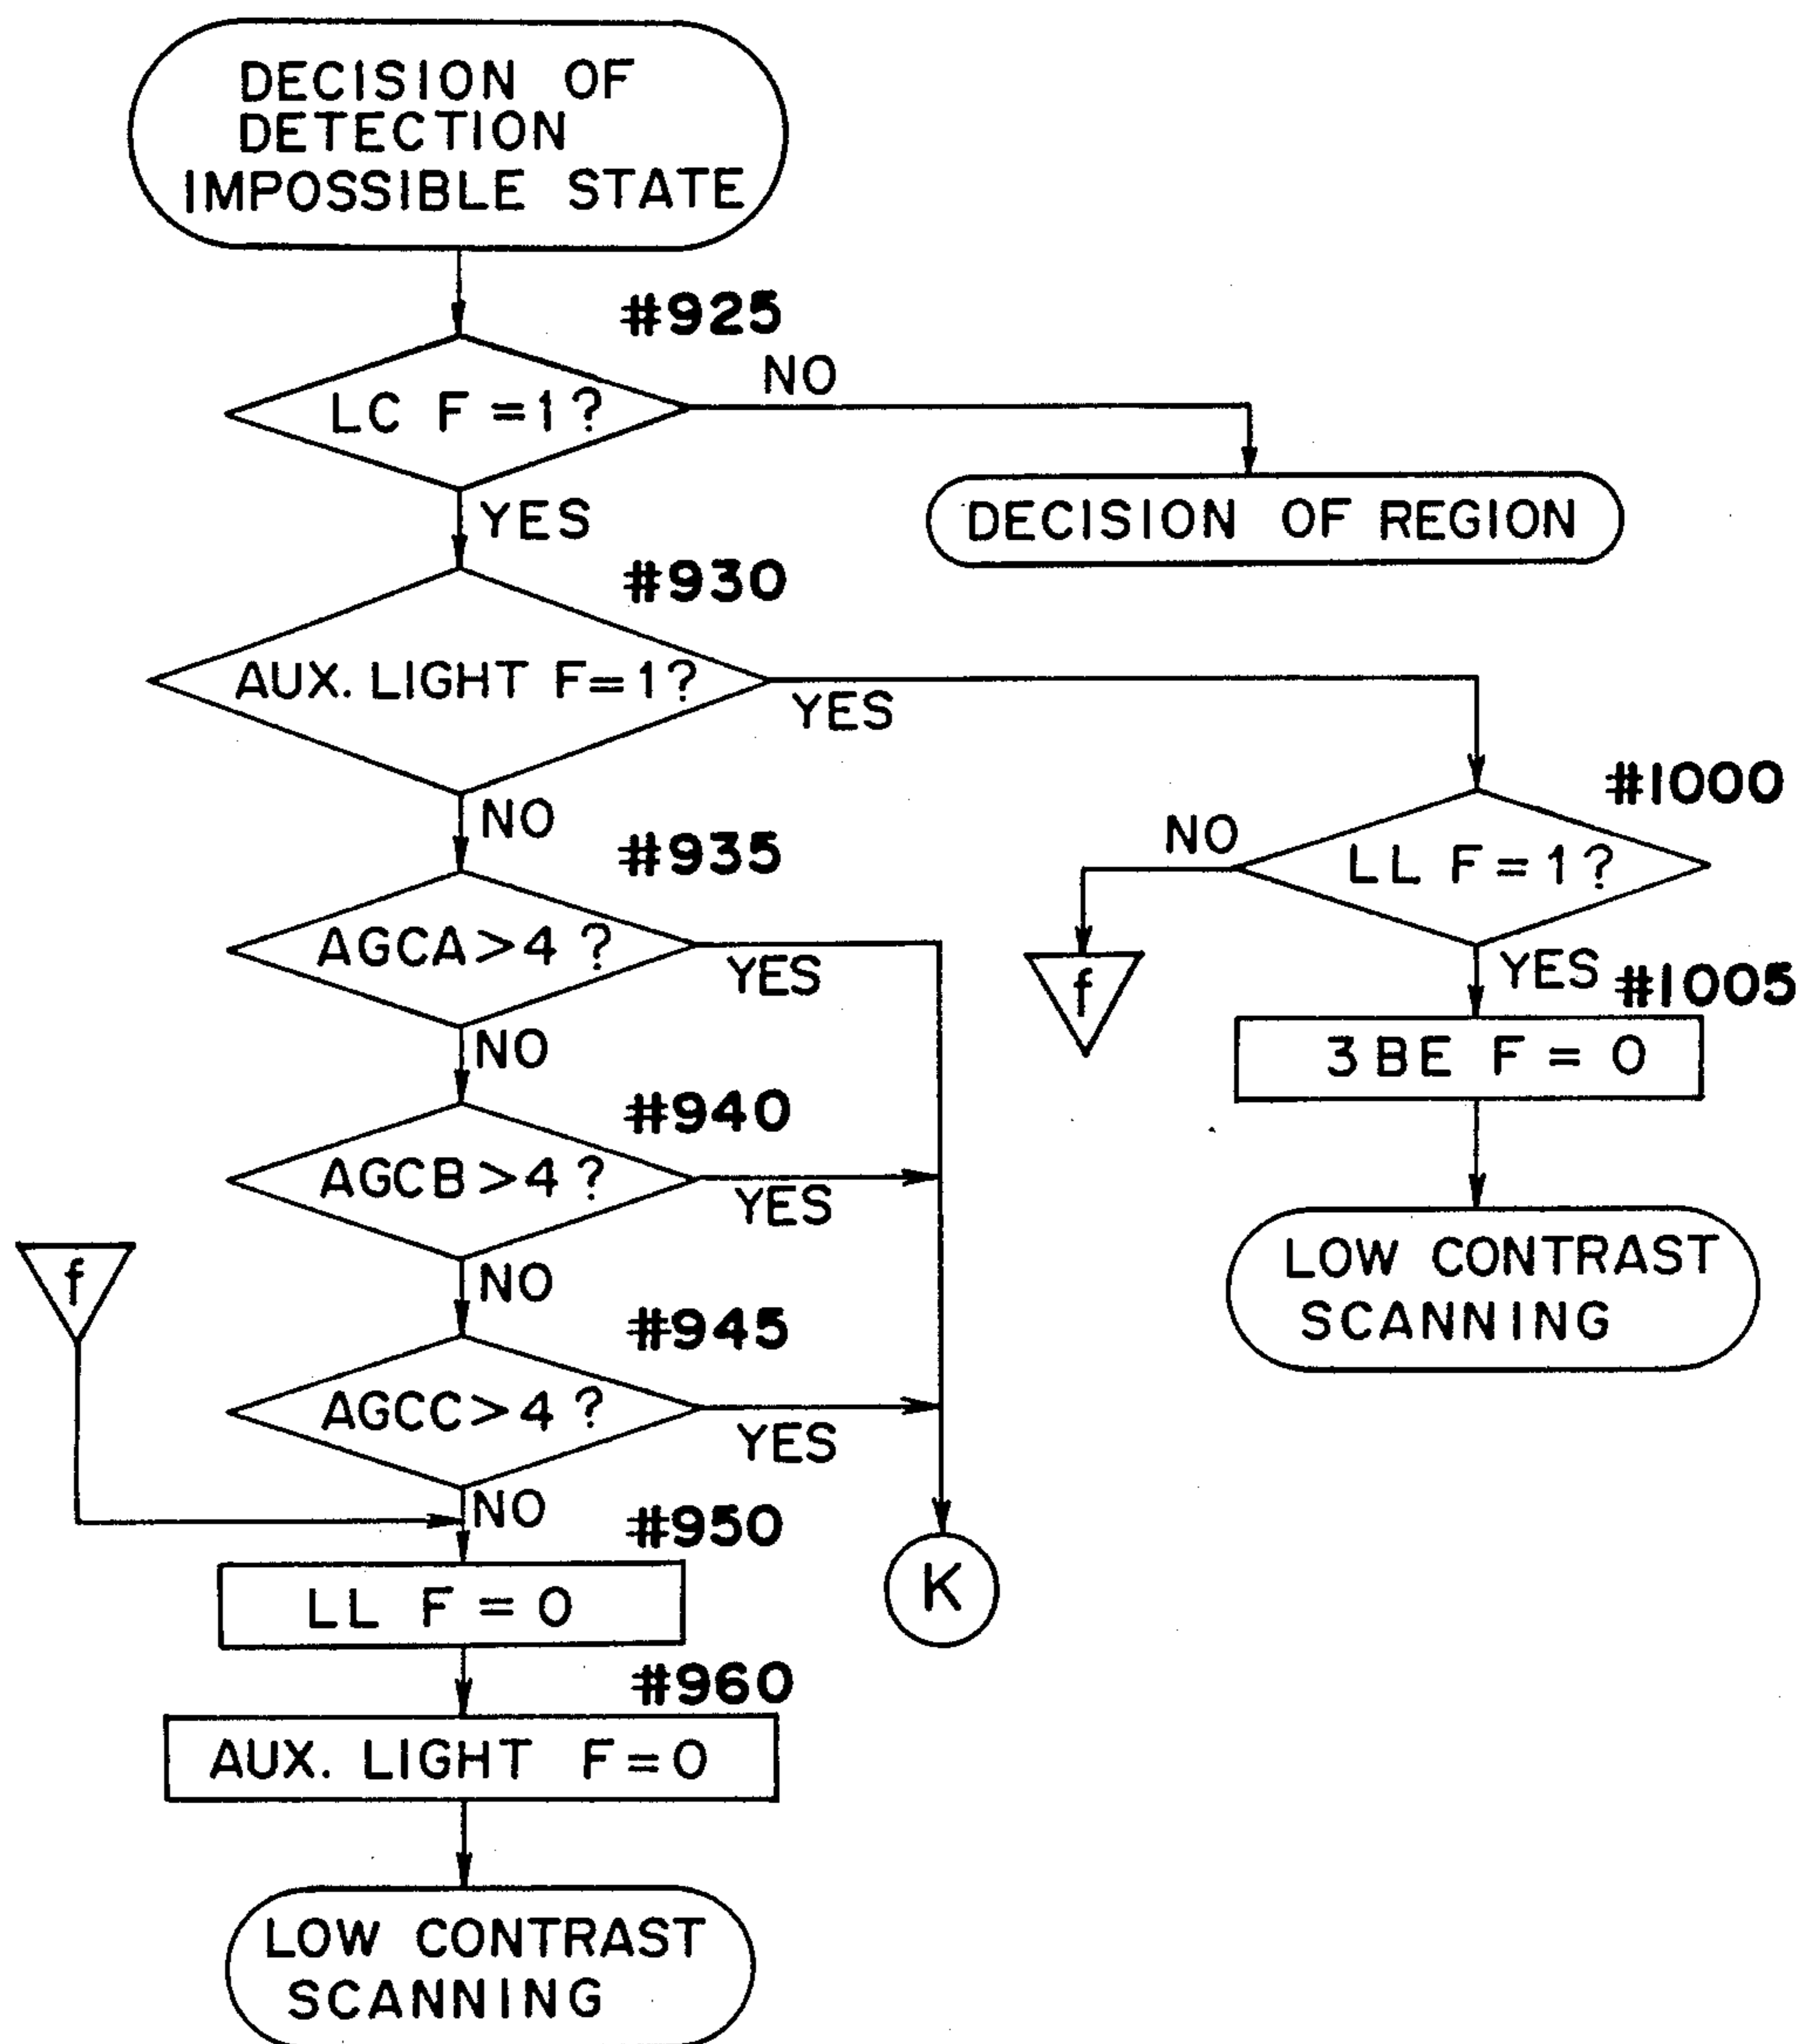 DECISION OF
DETECTION
IMPOSSIBLE STATE
#925
LC F = 1 ?
NO
DECISION OF REGION
YES
#930
AUX. LIGHT F = 1 ?
YES
NO
#1000
LL F = 1 ?
NO
f
YES
#1005
3 BE F = 0
LOW CONTRAST
SCANNING
#935
AGCA > 4 ?
YES
NO
#940
AGCB > 4 ?
YES
NO
#945
AGCC > 4 ?
YES
f
NO
#950
LL F = 0
K
#960
AUX. LIGHT F = 0
LOW CONTRAST
SCANNING